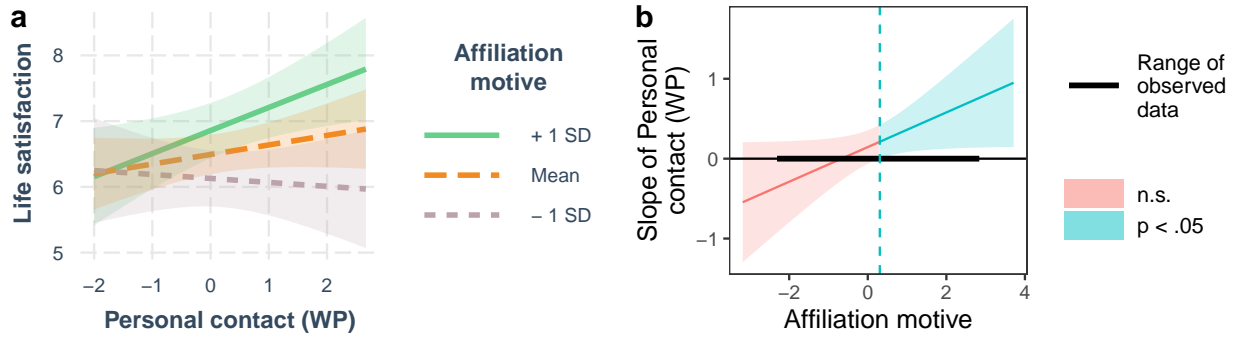 a
Life satisfaction
8
7
6
5
−2 −1 0 1 2
Personal contact (WP)
Affiliation
motive
+ 1 SD
Mean
− 1 SD
b
Slope of Personal
contact (WP)
1
0
−1
−2 0 2 4
Affiliation motive
Range of
observed
data
n.s.
p < .05